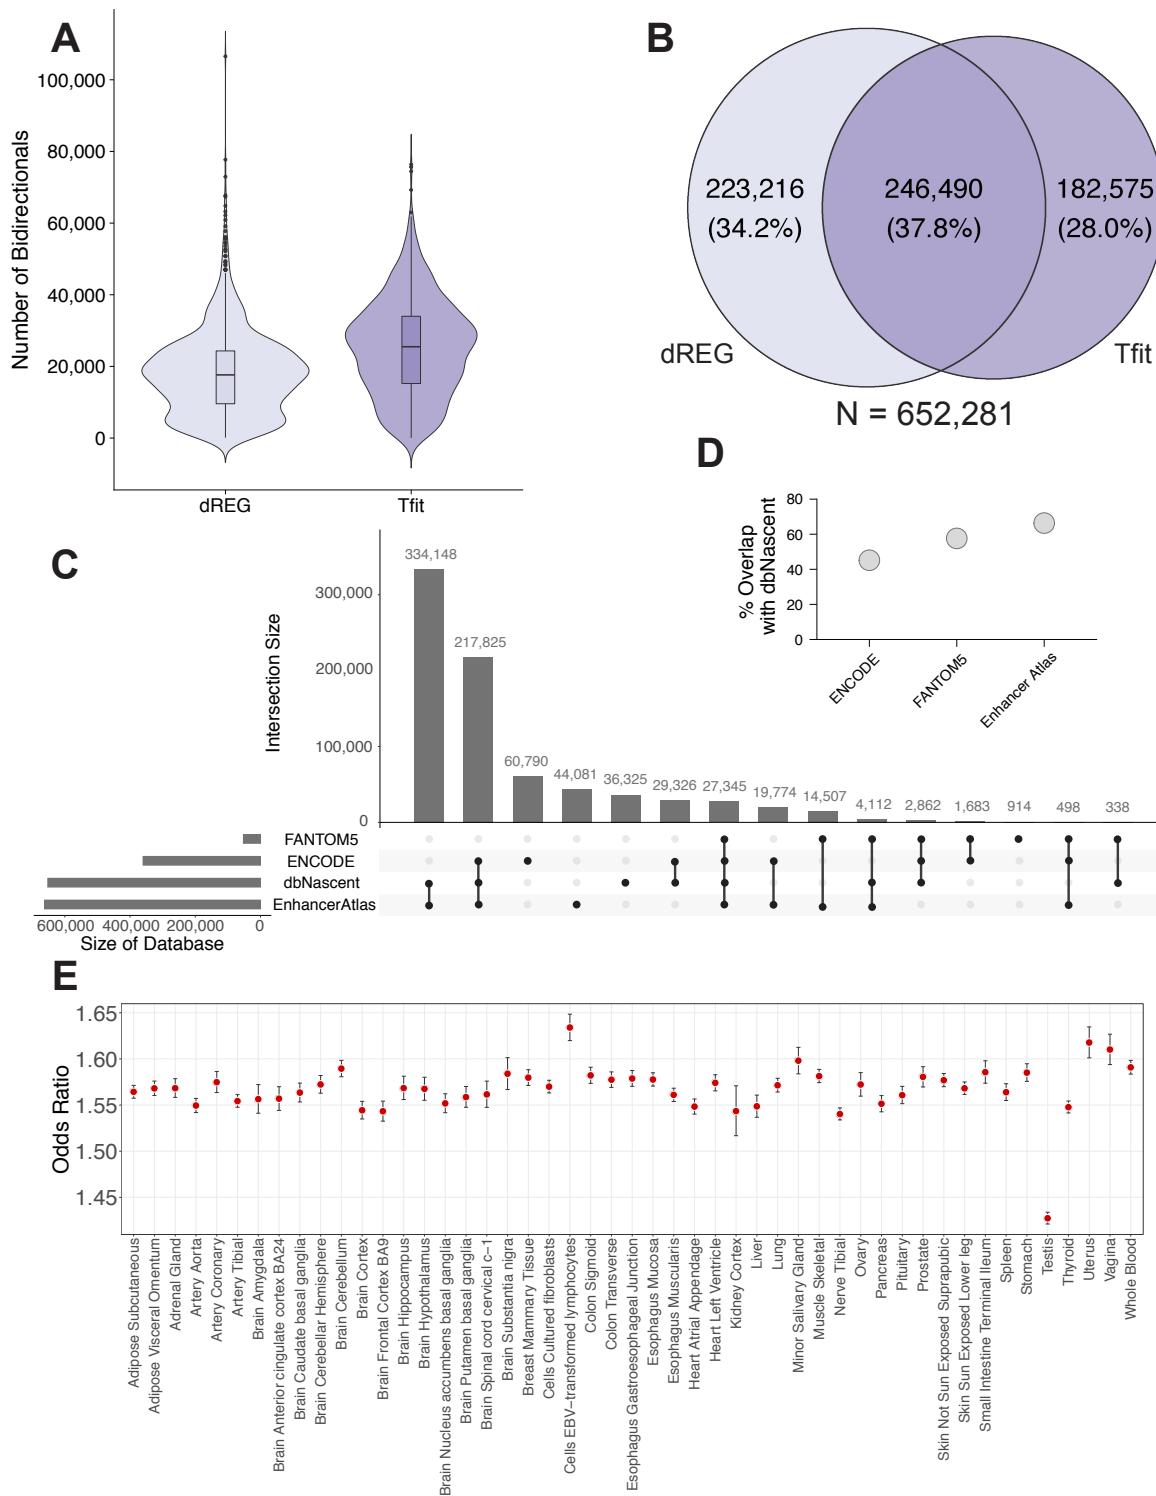 A
100,000
80,000
60,000
40,000
20,000
0
Number of Bidirectionals
dREG
Tfit
B
223,216
(34.2%)
246,490
(37.8%)
182,575
(28.0%)
dREG
Tfit
N = 652,281
C
Intersection Size
300,000
200,000
100,000
0
334,148
217,825
60,790
44,081
36,325
29,326
27,345
19,774
14,507
4,112
2,862
1,683
914
498
338
FANTOM5
ENCODE
dbNascent
EnhancerAtlas
600,000
400,000
200,000
0
Size of Database
D
% Overlap
with dbNascent
80
60
40
20
0
ENCODE
FANTOM5
Enhancer Atlas
E
Odds Ratio
1.65
1.60
1.55
1.50
1.45
Adipose Subcutaneous
Adipose Visceral Omentum
Adrenal Gland
Artery Aorta
Artery Coronary
Artery Tibial
Brain Amygdala
Brain Anterior cingulate cortex BA24
Brain Caudate basal ganglia
Brain Cerebellar Hemisphere
Brain Cerebellum
Brain Cortex
Brain Frontal Cortex BA9
Brain Hippocampus
Brain Hypothalamus
Brain Nucleus accumbens basal ganglia
Brain Putamen basal ganglia
Brain Spinal cord cervical c−1
Brain Substantia nigra
Breast Mammary Tissue
Cells Cultured fibroblasts
Cells EBV−transformed lymphocytes
Colon Sigmoid
Colon Transverse
Esophagus Gastroesophageal Junction
Esophagus Mucosa
Esophagus Muscularis
Heart Atrial Appendage
Heart Left Ventricle
Kidney Cortex
Liver
Lung
Minor Salivary Gland
Muscle Skeletal
Nerve Tibial
Ovary
Pancreas
Pituitary
Prostate
Skin Not Sun Exposed Suprapubic
Skin Sun Exposed Lower leg
Small Intestine Terminal Ileum
Spleen
Stomach
Testis
Thyroid
Uterus
Vagina
Whole Blood